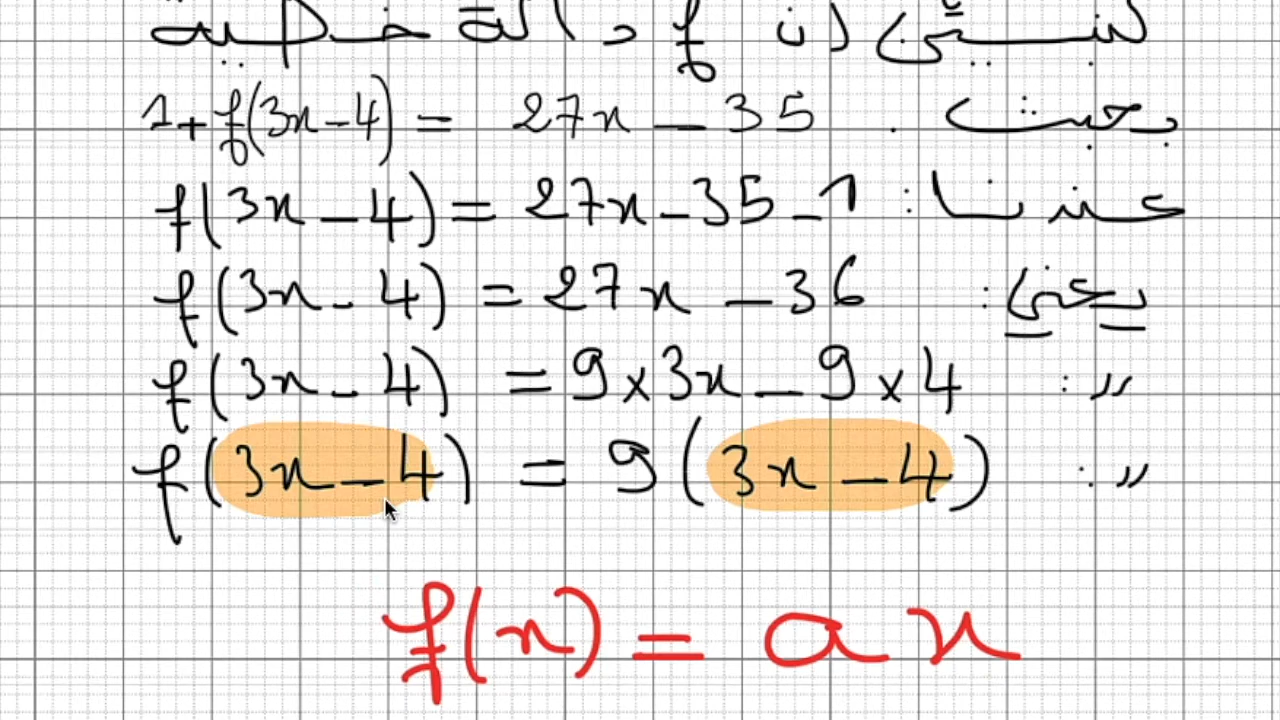 لنبين أن f دالة خطية
بحيث . 1+f(3x-4) = 27x - 35
عندنا : f(3x-4) = 27x-35-1
يعني : f(3x-4) = 27x - 36
" : f(3x-4) = 9×3x-9×4
" : f(3x-4) = 9(3x-4)
f(x) = ax